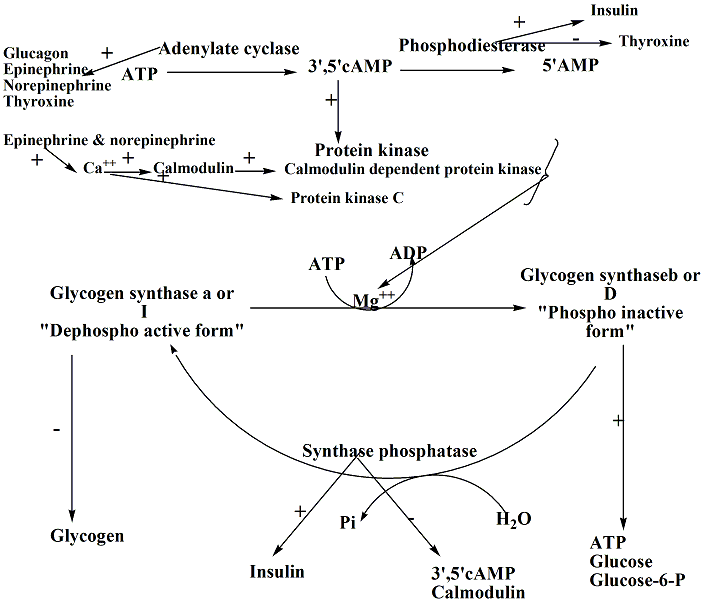 +
Insulin
Glucagon
+
Adenylate cyclase
Phosphodiesterase
-
Thyroxine
Epinephrine
ATP
3',5'cAMP
5'AMP
Norepinephrine
Thyroxine
+
Epinephrine & norepinephrine
Protein kinase
+
Ca++
+
Calmodulin
+
Calmodulin dependent protein kinase
+
Protein kinase C
ATP
ADP
Mg++
Glycogen synthase a or
I
"Dephospho active form"
Glycogen synthaseb or
D
"Phospho inactive
form"
-
+
Synthase phosphatase
+
Pi
-
H2O
Glycogen
Insulin
3',5'cAMP
Calmodulin
ATP
Glucose
Glucose-6-P